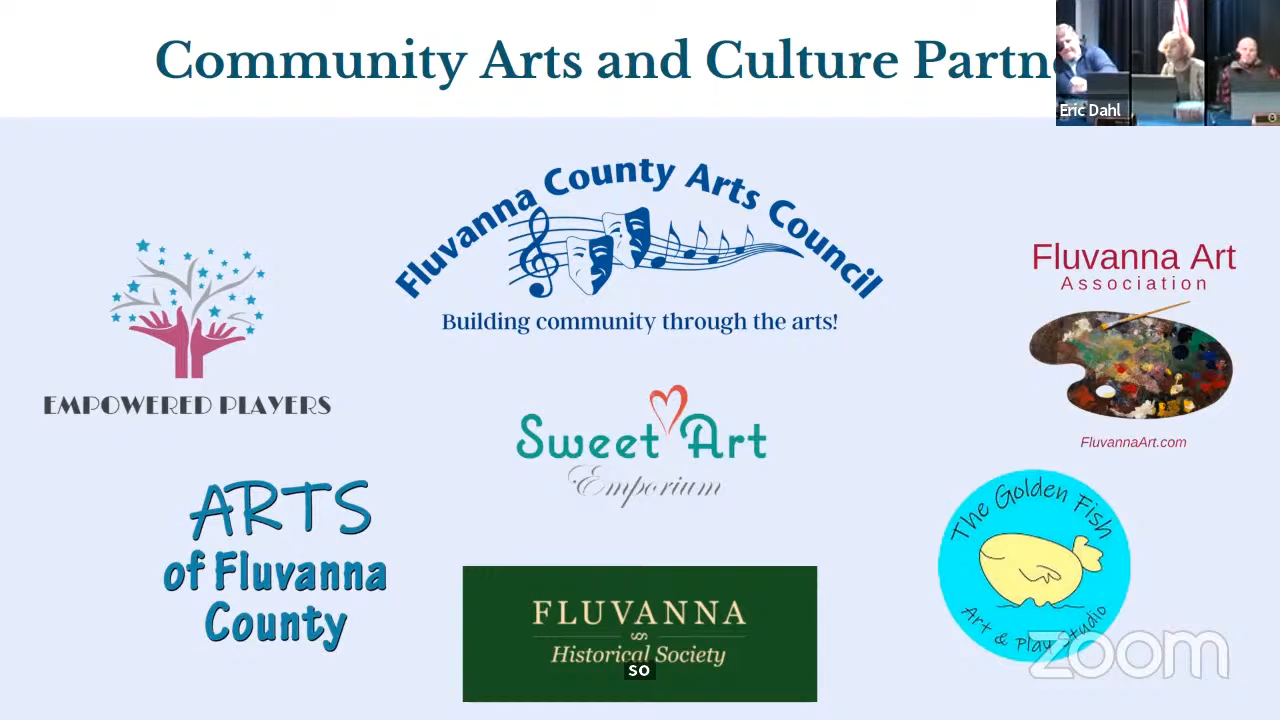 Community Arts and Culture Partn
Eric Dahl
Fluvanna County Arts Council
Building community through the arts!
EMPOWERED PLAYERS
Fluvanna Art
Association
FluvannaArt.com
Sweet Art
Emporium
ARTS
of Fluvanna
County
The Golden Fish
Art & Play Studio
FLUVANNA
Historical Society
so
zoom